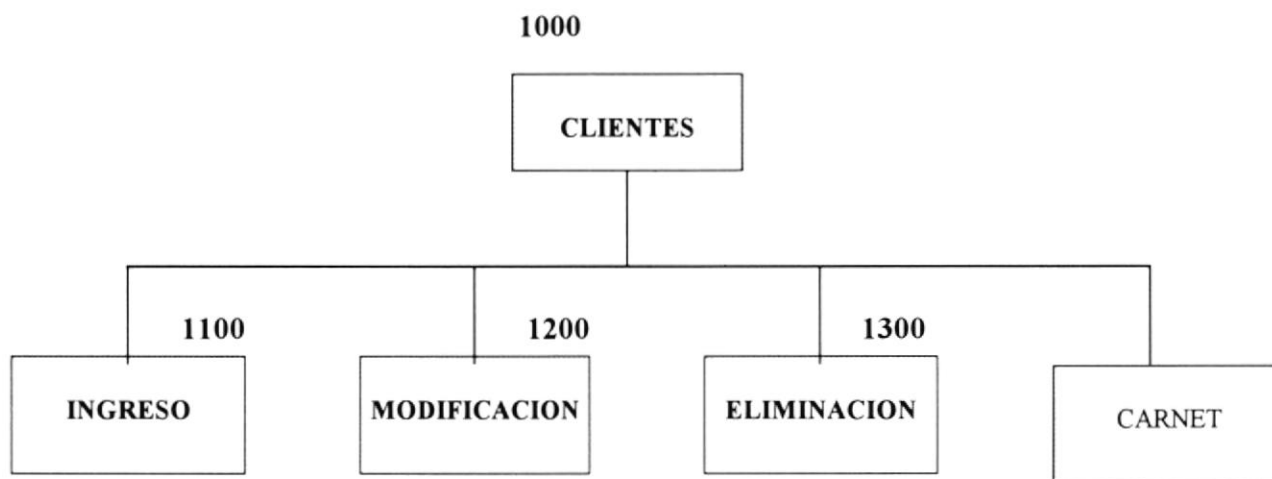 1000
CLIENTES
1100
1200
1300
INGRESO
MODIFICACION
ELIMINACION
CARNET